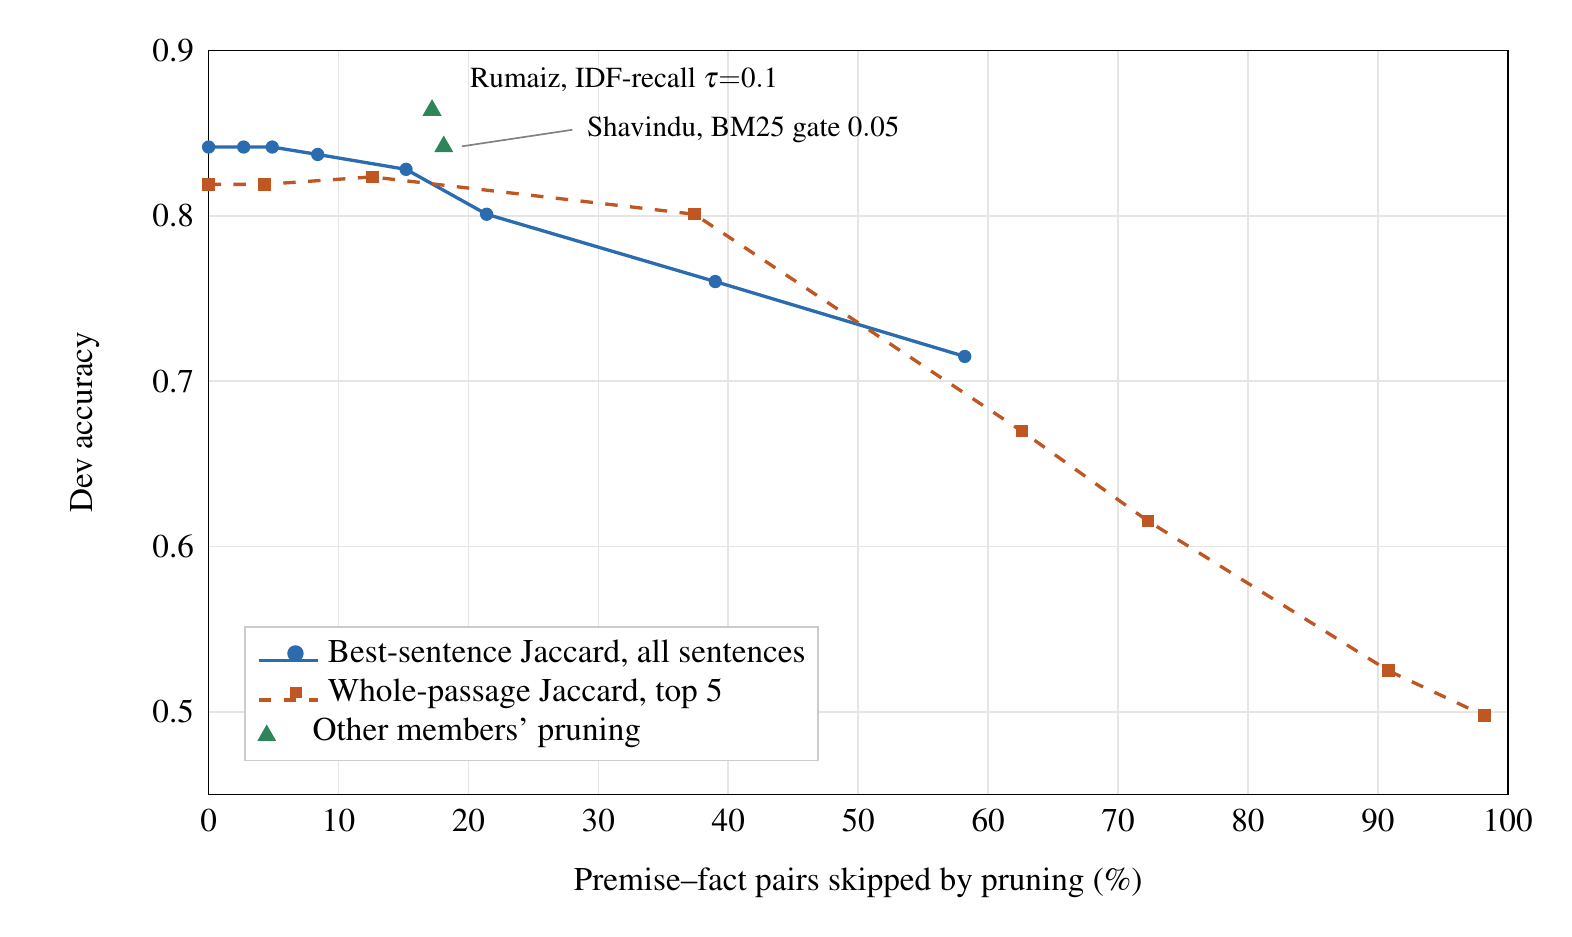 0.9
Rumaiz, IDF-recall τ=0.1
Shavindu, BM25 gate 0.05
0.8
0.7
Dev accuracy
0.6
0.5
Best-sentence Jaccard, all sentences
Whole-passage Jaccard, top 5
Other members’ pruning
0 10 20 30 40 50 60 70 80 90 100
Premise–fact pairs skipped by pruning (%)